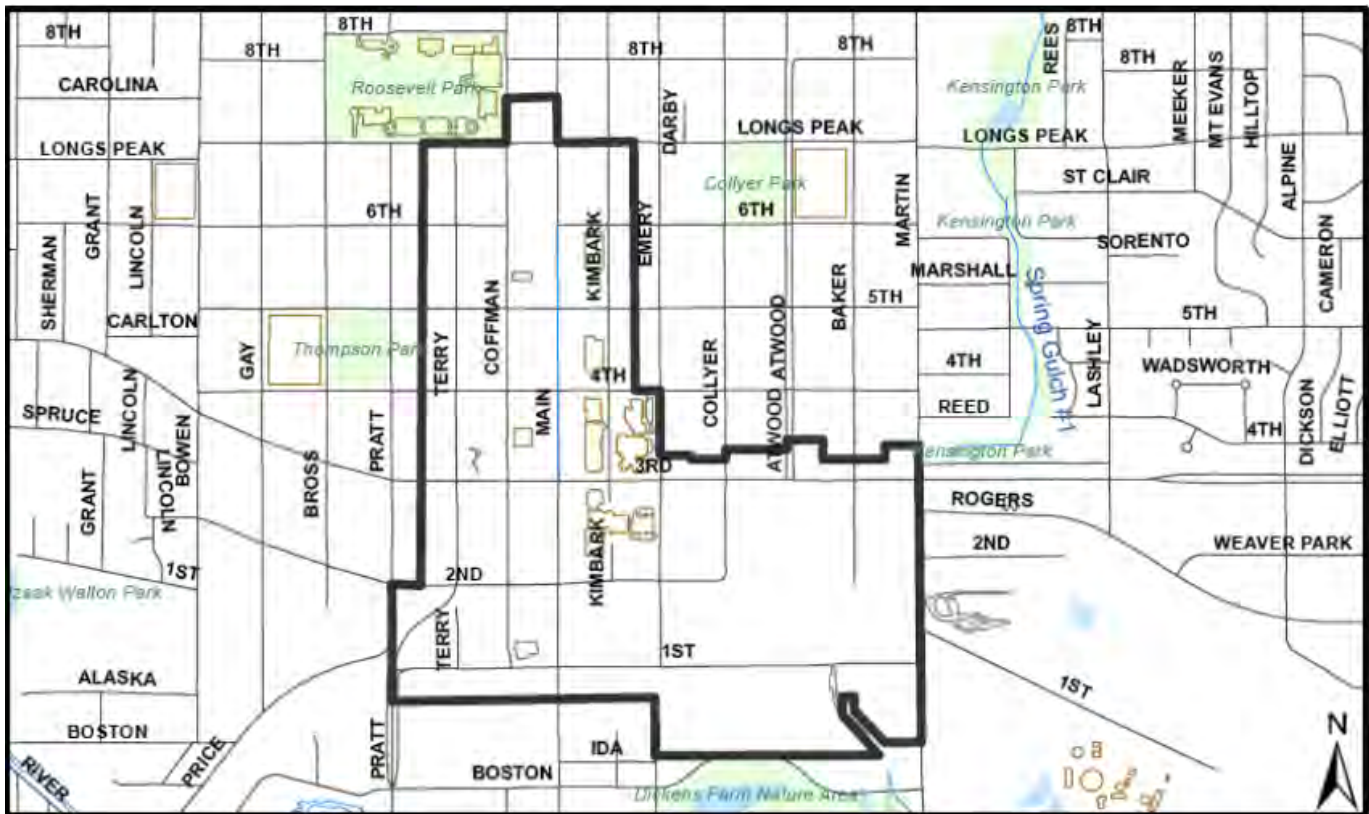 8TH
8TH
8TH
8TH
8TH
8TH
REES
CAROLINA
Roosevelt Park
DARBY
Kensington Park
MEEKER
MT EVANS
HILLTOP
LONGS PEAK
LONGS PEAK
LONGS PEAK
ALPINE
GRANT
LINCOLN
6TH
Collyer Park
6TH
MARTIN
ST CLAIR
Kensington Park
SORENTO
SHERMAN
KIMBARK
EMERY
MARSHALL
Spring Gulch #1
CAMERON
CARLTON
5TH
5TH
GAY
Thompson Park
TERRY
COFFMAN
COLLYER
ATWOOD
BAKER
4TH
LASHLEY
WADSWORTH
4TH
SPRUCE
LINCOLN
BOWEN
MAIN
REED
4TH
DICKSON
ELLIOTT
BROSS
PRATT
3RD
ATWOOD
Kensington Park
GRANT
LINCOLN
ROGERS
1ST
2ND
KIMBARK
2ND
WEAVER PARK
Izaak Walton Park
TERRY
1ST
ALASKA
1ST
BOSTON
PRICE
PRATT
IDA
N
RIVER
BOSTON
Dickens Farm Nature Area